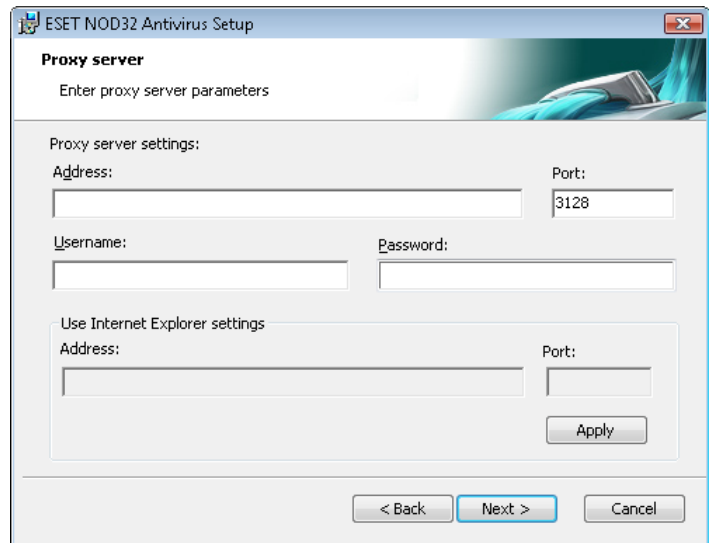 ESET NOD32 Antivirus Setup
Proxy server
Enter proxy server parameters
Proxy server settings:
Address: Port:
3128
Username: Password:
Use Internet Explorer settings
Address: Port:
Apply
< Back Next > Cancel